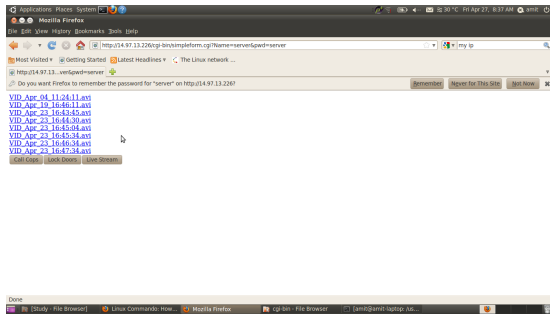 Applications Places System 30 °C Fri Apr 27, 8:37 AM amit
Mozilla Firefox
File Edit View History Bookmarks Tools Help
http://14.97.13.226/cgi-bin/simpleform.cgi?Name=server&pwd=server my ip
Most Visited Getting Started Latest Headlines The Linux network ...
http://14.97.13...ver&pwd=server
Do you want Firefox to remember the password for "server" on http://14.97.13.226? Remember Never for This Site Not Now
VID_Apr_04_11:24:11.avi
VID_Apr_19_16:46:11.avi
VID_Apr_23_16:43:45.avi
VID_Apr_23_16:44:30.avi
VID_Apr_23_16:45:04.avi
VID_Apr_23_16:45:34.avi
VID_Apr_23_16:46:34.avi
VID_Apr_23_16:47:34.avi
Call Cops Lock Doors Live Stream
Done
[Study - File Browser] Linux Commando: How... Mozilla Firefox cgi-bin - File Browser [amit@amit-laptop: /us...